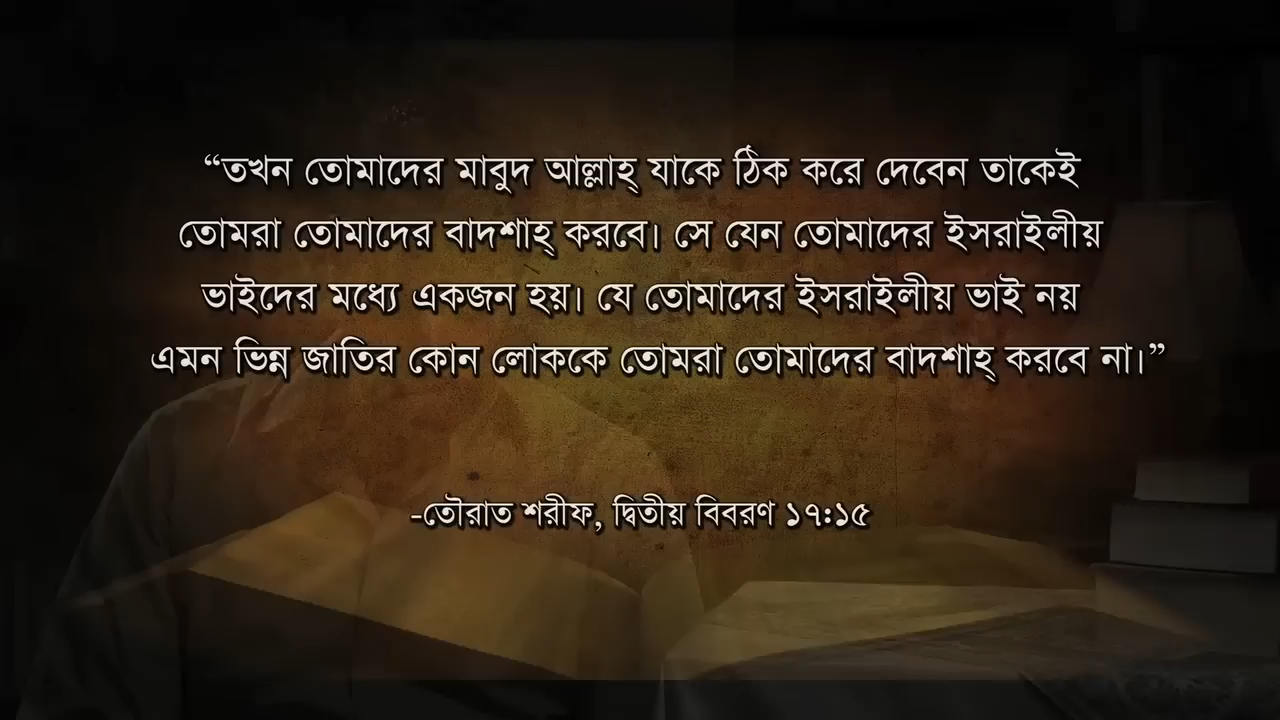 “তখন তোমাদের মাবুদ আল্লাহ্‌ যাকে ঠিক করে দেবেন তাকেই
তোমরা তোমাদের বাদশাহ্‌ করবে। সে যেন তোমাদের ইসরাইলীয়
ভাইদের মধ্যে একজন হয়। যে তোমাদের ইসরাইলীয় ভাই নয়
এমন ভিন্ন জাতির কোন লোককে তোমরা তোমাদের বাদশাহ্‌ করবে না।”
-তৌরাত শরীফ, দ্বিতীয় বিবরণ ১৭:১৫